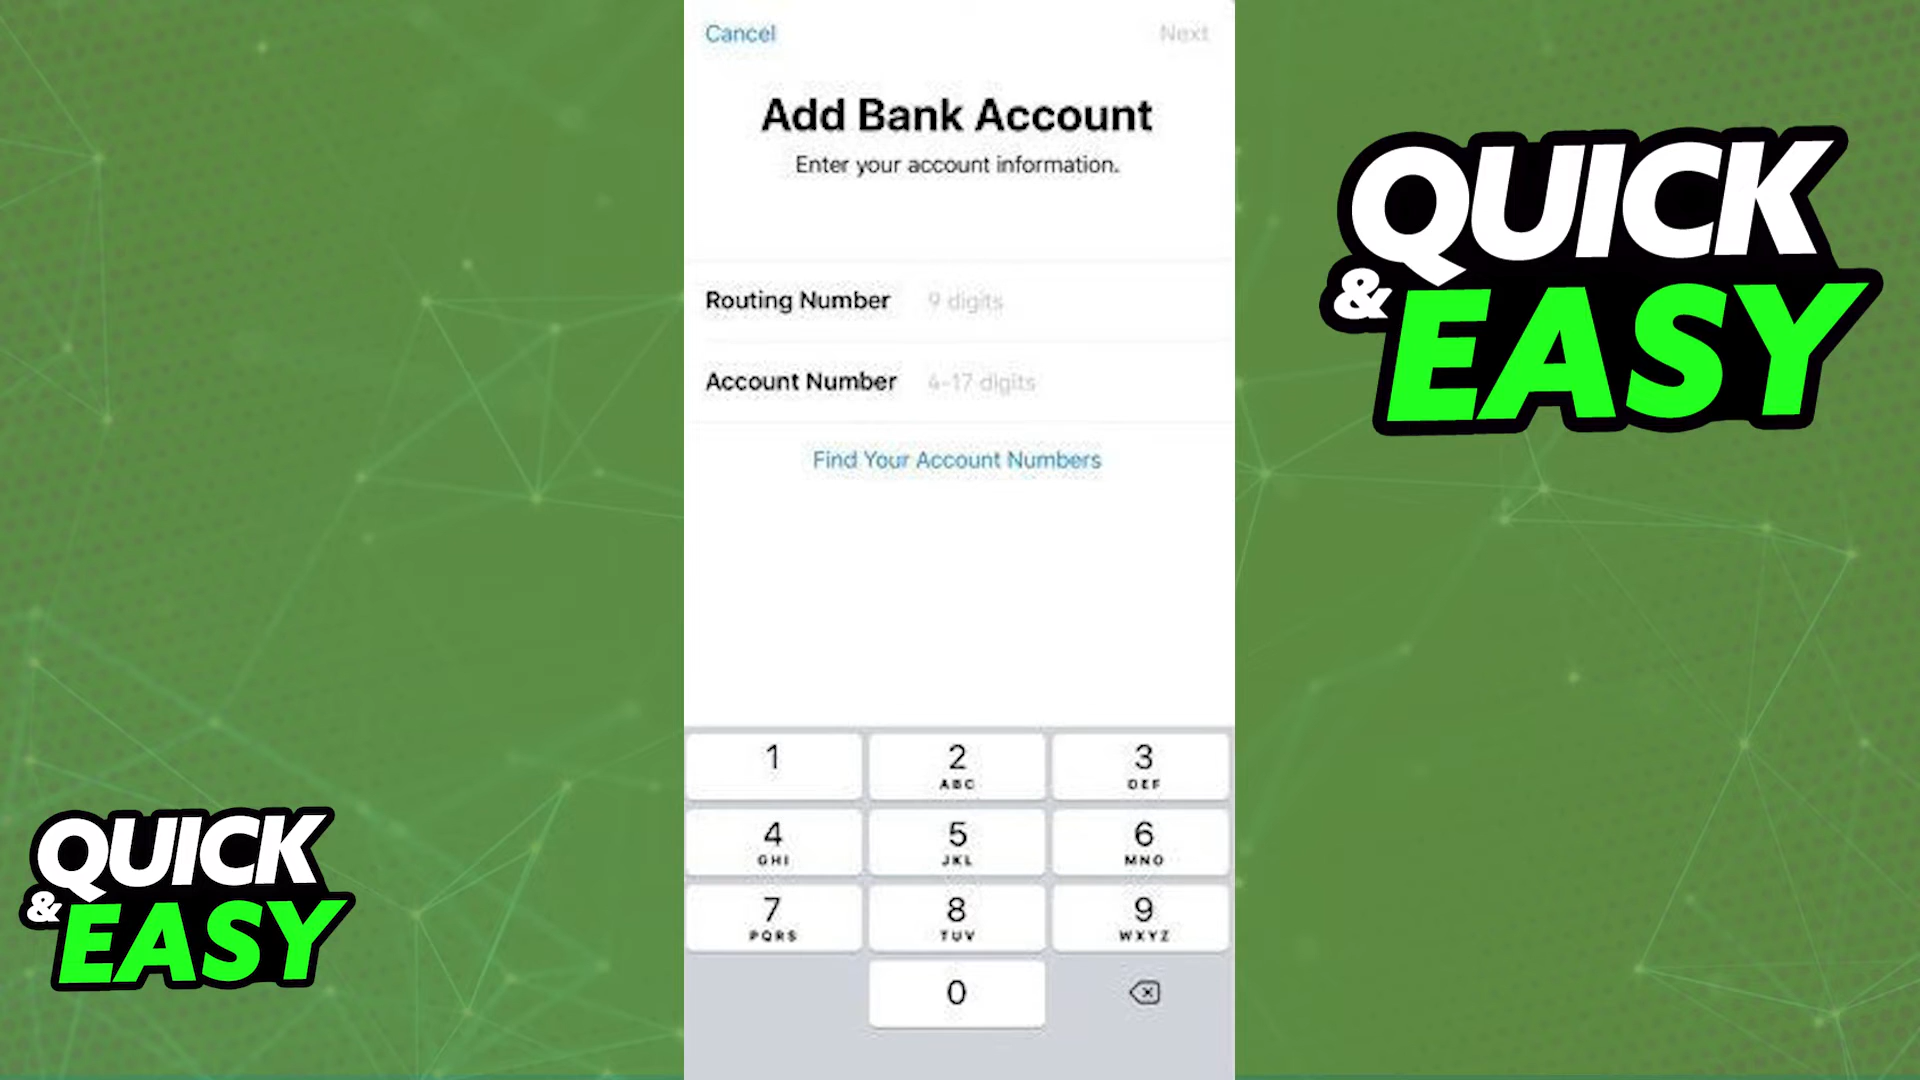 Cancel
Next
Add Bank Account
Enter your account information.
Routing Number 9 digits
Account Number 4-17 digits
Find Your Account Numbers
1
2
ABC
3
DEF
4
GHI
5
JKL
6
MNO
7
PQRS
8
TUV
9
WXYZ
0
QUICK
& EASY
QUICK
& EASY